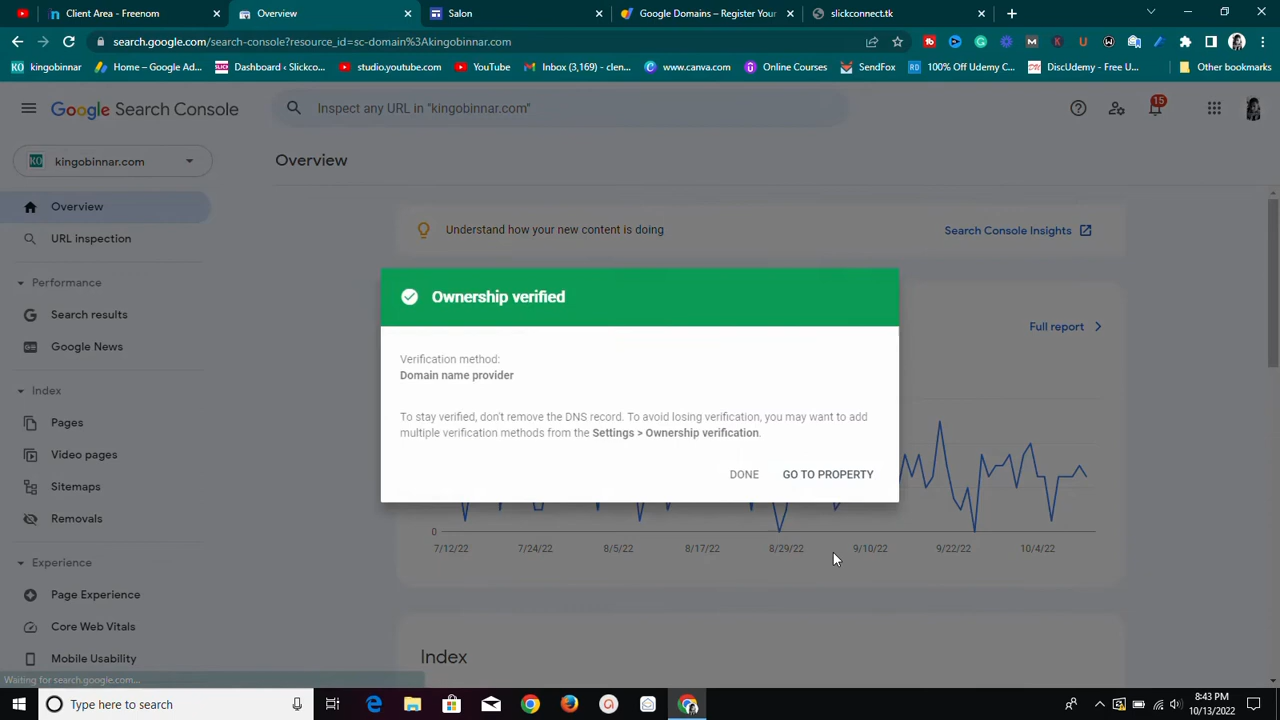 Client Area - Freenom
Overview
Salon
Google Domains – Register Your
slickconnect.tk
search.google.com/search-console?resource_id=sc-domain%3Akingobinnar.com
kingobinnar
Home – Google Ad...
Dashboard ‹ Slickco...
studio.youtube.com
YouTube
Inbox (3,169) - clen...
www.canva.com
Online Courses
SendFox
100% Off Udemy C...
DiscUdemy - Free U...
Other bookmarks
Google Search Console
Inspect any URL in "kingobinnar.com"
15
KO kingobinnar.com
Overview
Overview
URL inspection
Performance
Search results
Google News
Index
Pages
Video pages
Sitemaps
Removals
Experience
Page Experience
Core Web Vitals
Mobile Usability
Understand how your new content is doing
Search Console Insights
Full report
Ownership verified
Verification method:
Domain name provider
To stay verified, don't remove the DNS record. To avoid losing verification, you may want to add
multiple verification methods from the Settings > Ownership verification.
DONE
GO TO PROPERTY
0
7/12/22 7/24/22 8/5/22 8/17/22 8/29/22 9/10/22 9/22/22 10/4/22
Index
Waiting for search.google.com...
Type here to search
8:43 PM
10/13/2022